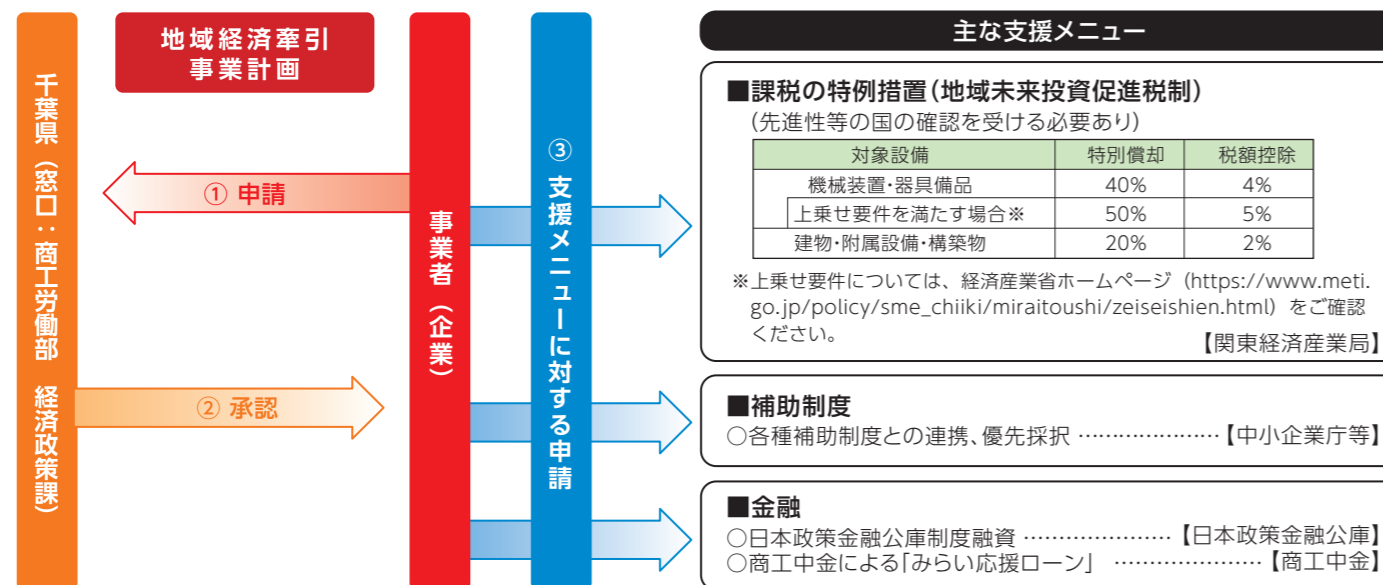 千葉県（窓口：商工労働部　経済政策課）
地域経済牽引
事業計画
① 申請
② 承認
事業者（企業）
③ 支援メニューに対する申請
主な支援メニュー
■課税の特例措置（地域未来投資促進税制）
（先進性等の国の確認を受ける必要あり）
対象設備 特別償却 税額控除
機械装置・器具備品 40% 4%
上乗せ要件を満たす場合※ 50% 5%
建物・附属設備・構築物 20% 2%
※上乗せ要件については、経済産業省ホームページ（https://www.meti.
go.jp/policy/sme_chiiki/miraitoushi/zeiseishien.html）をご確認
ください。
【関東経済産業局】
■補助制度
○各種補助制度との連携、優先採択 …………………【中小企業庁等】
■金融
○日本政策金融公庫制度融資 …………………【日本政策金融公庫】
○商工中金による「みらい応援ローン」 …………………【商工中金】